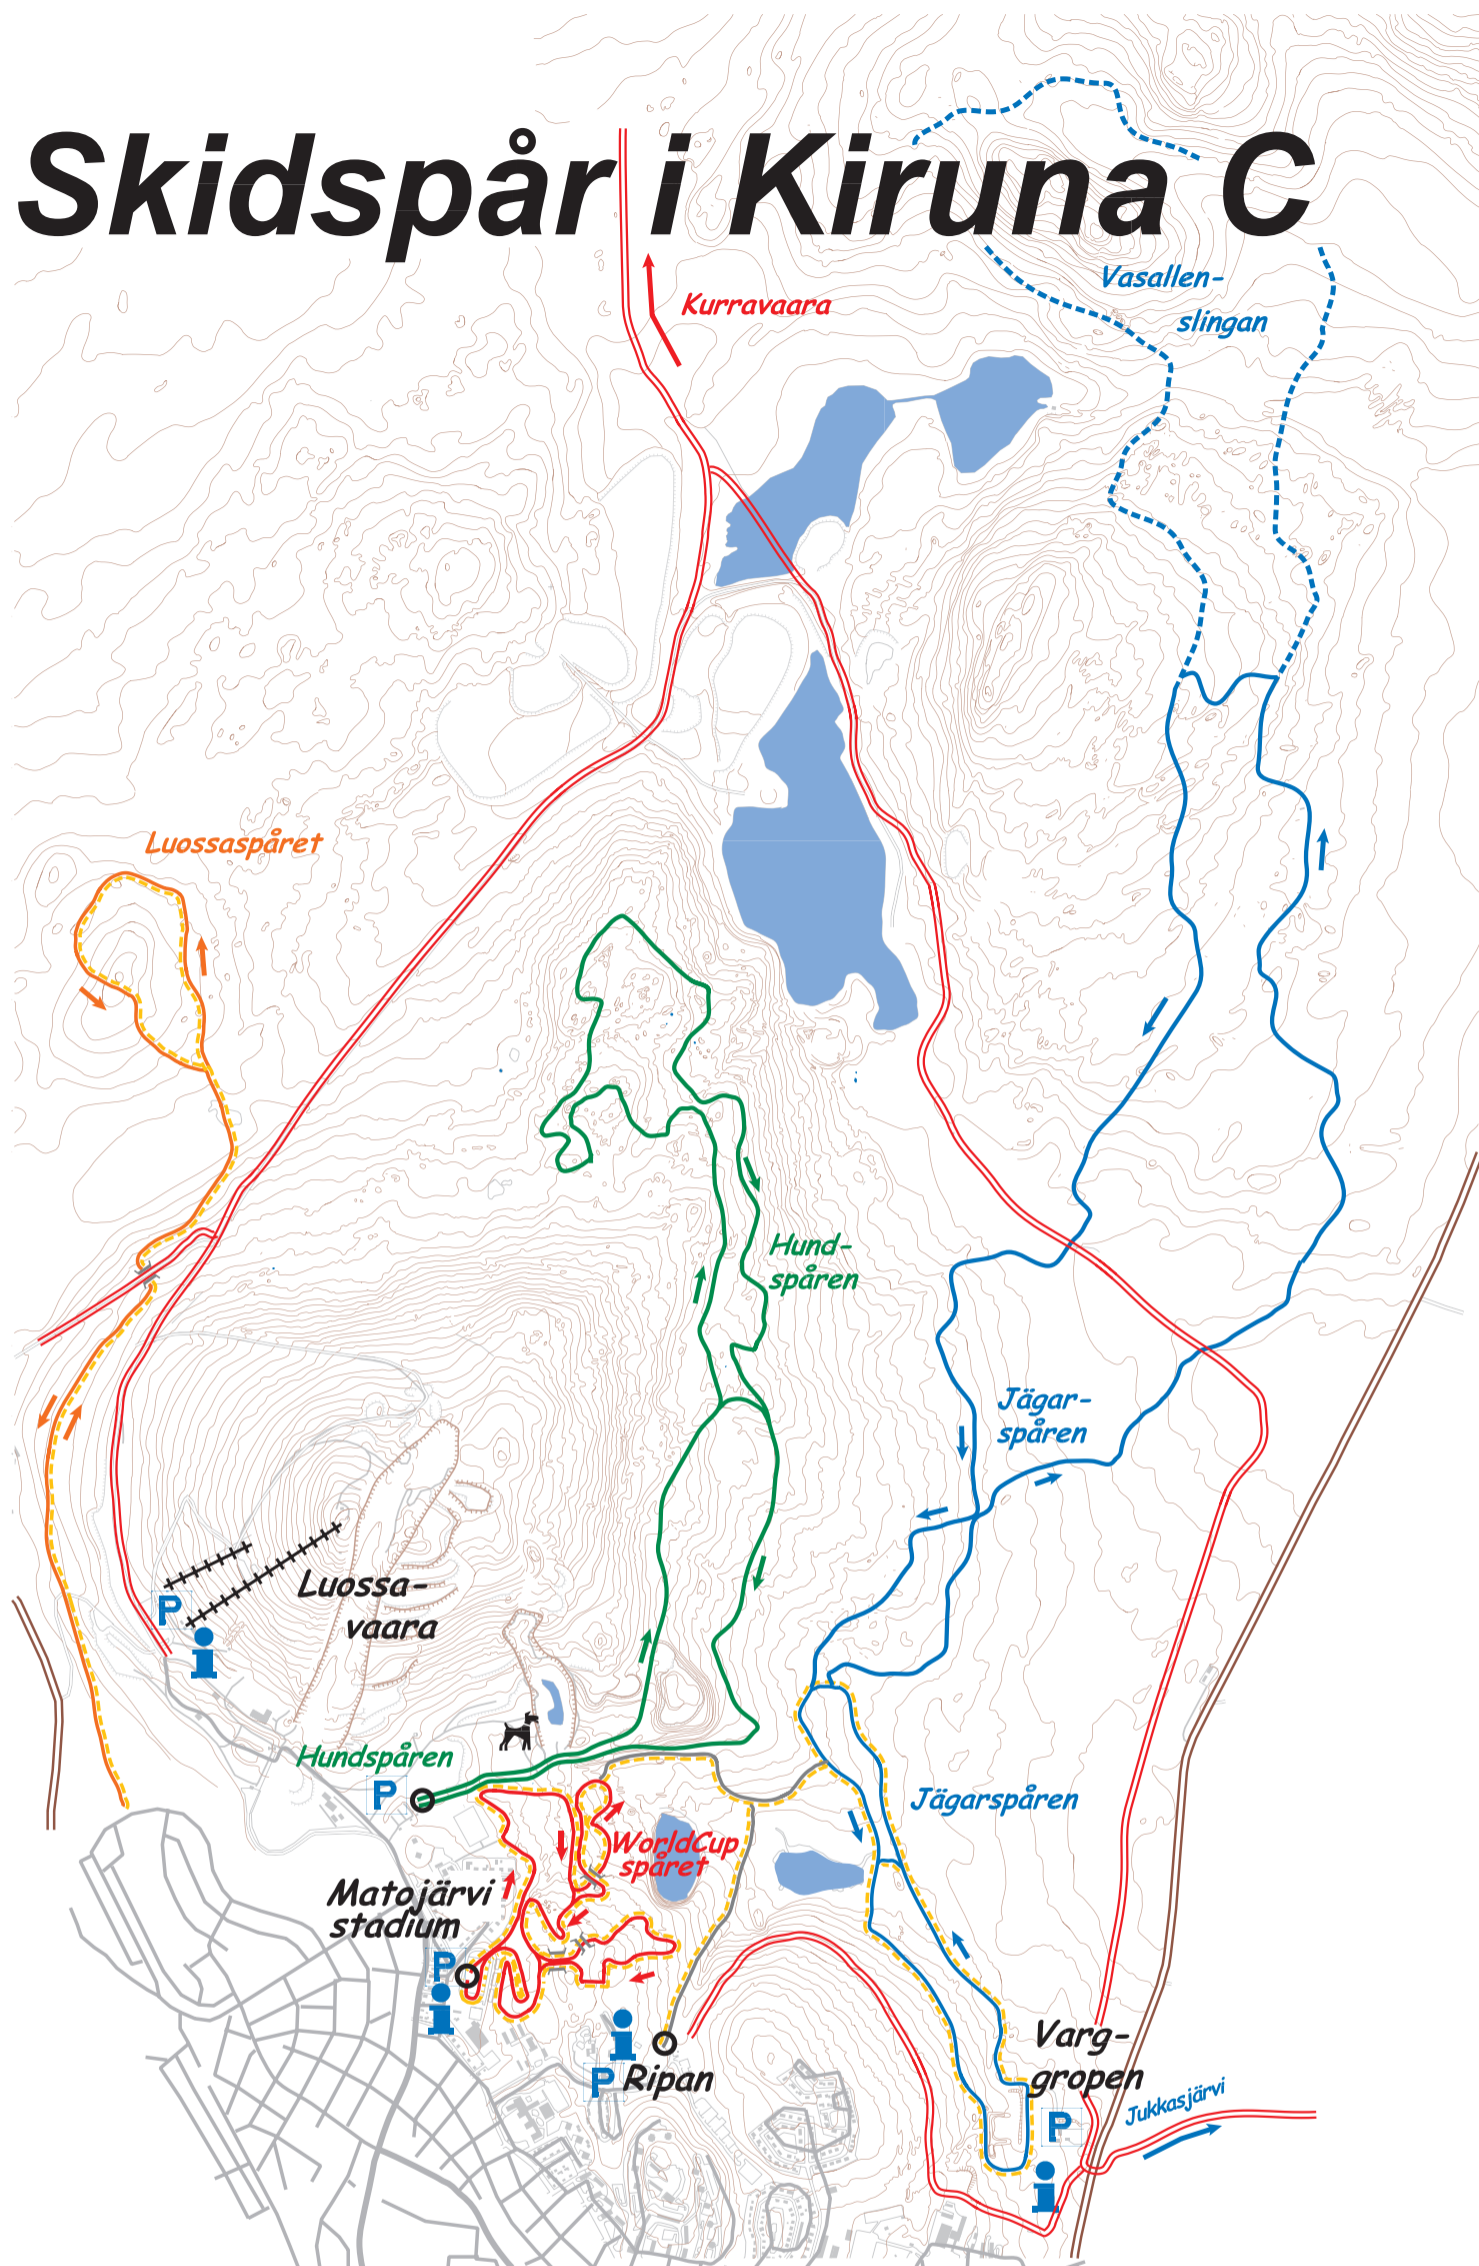 Skidspår i Kiruna C
Vasallen-
slingan
Kurravaara
Luossaspåret
Hund-
spåren
Jägar-
spåren
Luossa-
vaara
P
i
Hundspåren
P
Jägarspåren
WorldCup
spåret
Matojärvi
stadium
P
i
i
P Ripan
Varg-
gropen
P
i
Jukkasjärvi